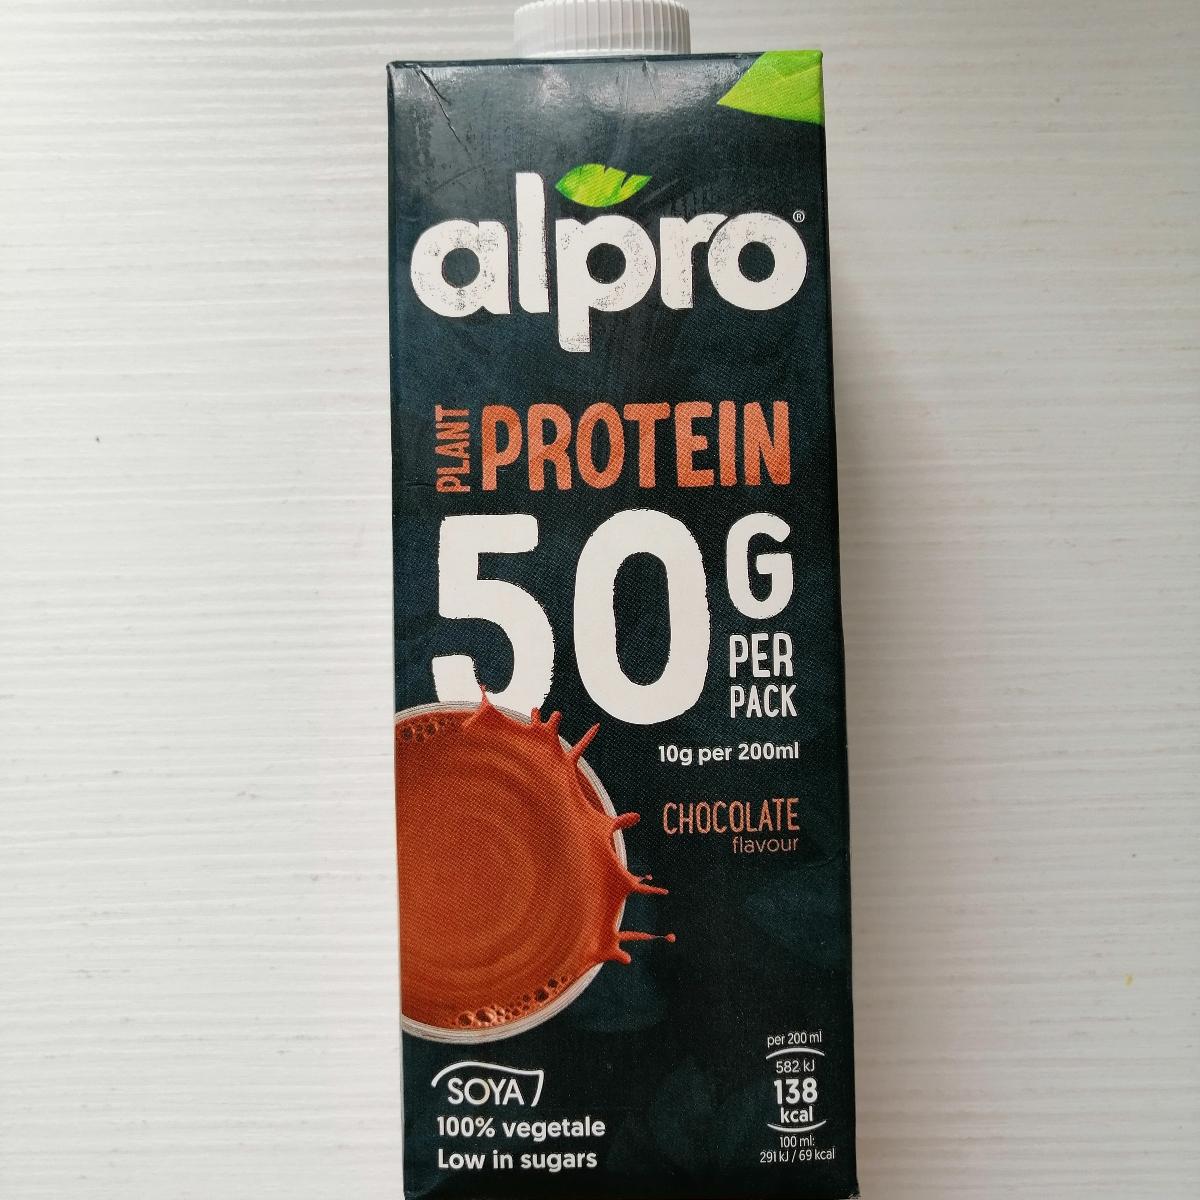 alpro®
PLANT PROTEIN
50G
PER
PACK
10g per 200ml
CHOCOLATE
flavour
SOYA
100% vegetale
Low in sugars
per 200 ml
582 kJ
138
kcal
100 ml:
291 kJ / 69 kcal